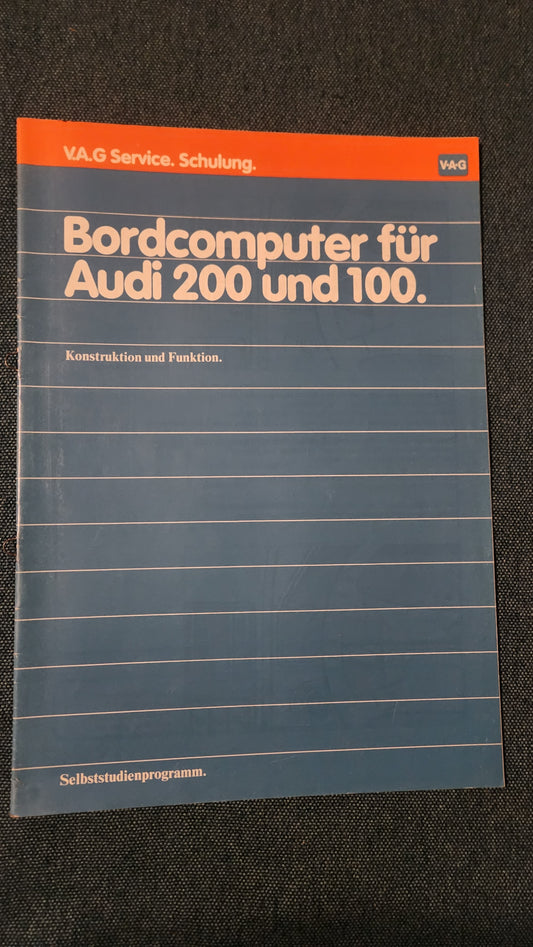 V.A.G Service. Schulung.
V·A·G
Bordcomputer für
Audi 200 und 100.
Konstruktion und Funktion.
Selbststudienprogramm.